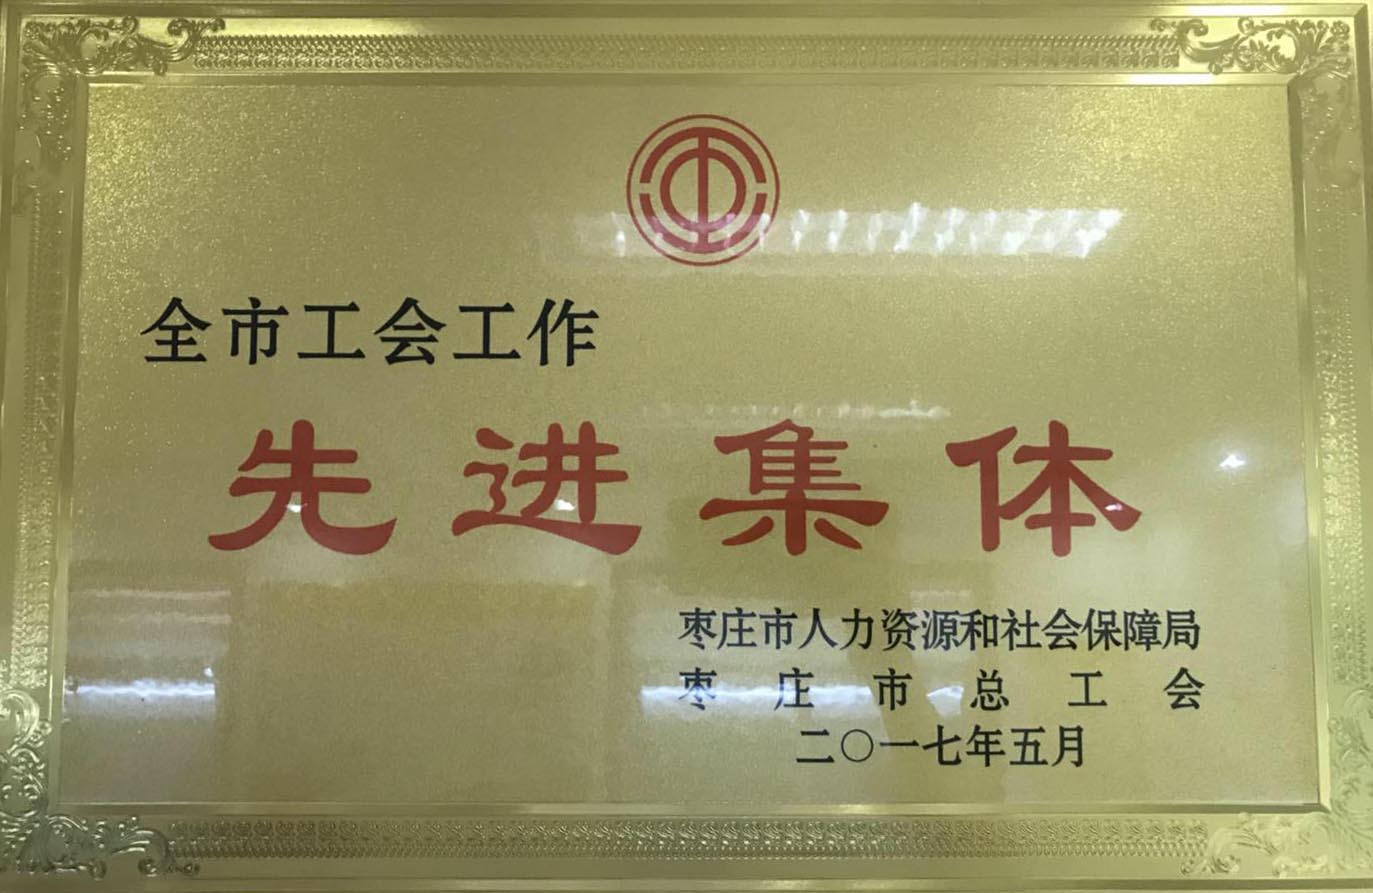 全市工会工作
先进集体
枣庄市人力资源和社会保障局
枣庄市总工会
二〇一七年五月